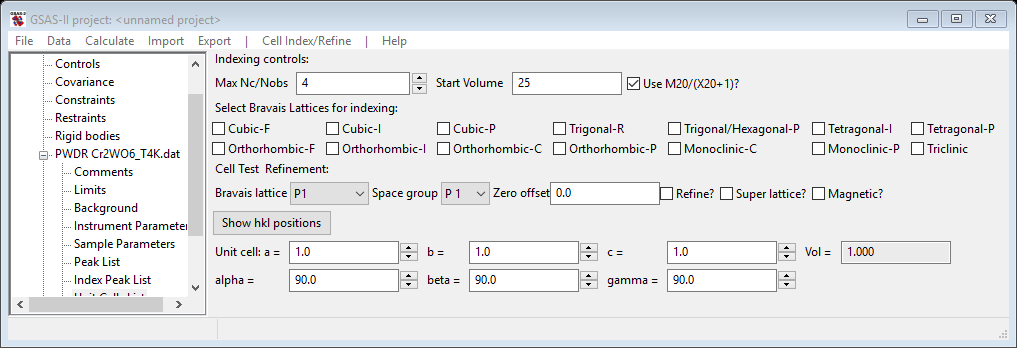 GSAS-II project: <unnamed project>
File Data Calculate Import Export | Cell Index/Refine | Help
Controls
Covariance
Constraints
Restraints
Rigid bodies
PWDR Cr2WO6_T4K.dat
Comments
Limits
Background
Instrument Parameter
Sample Parameters
Peak List
Index Peak List
Unit Cells List
Indexing controls:
Max Nc/Nobs 4 Start Volume 25 Use M20/(X20+1)?
Select Bravais Lattices for indexing:
Cubic-F Cubic-I Cubic-P Trigonal-R Trigonal/Hexagonal-P Tetragonal-I Tetragonal-P
Orthorhombic-F Orthorhombic-I Orthorhombic-C Orthorhombic-P Monoclinic-C Monoclinic-P Triclinic
Cell Test Refinement:
Bravais lattice P1 Space group P 1 Zero offset 0.0 Refine? Super lattice? Magnetic?
Show hkl positions
Unit cell: a = 1.0 b = 1.0 c = 1.0 Vol = 1.000
alpha = 90.0 beta = 90.0 gamma = 90.0